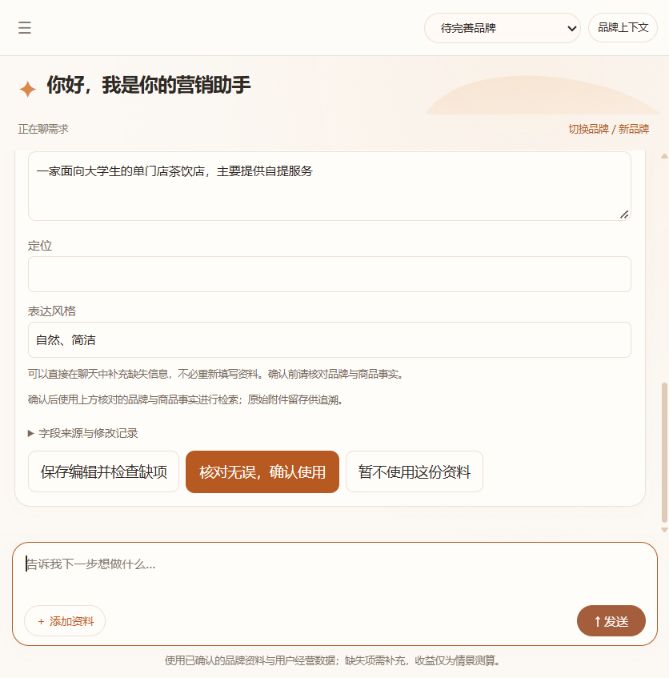 待完善品牌
品牌上下文
你好，我是你的营销助手
正在聊需求
切换品牌 / 新品牌
一家面向大学生的单门店茶饮店，主要提供自提服务
定位
表达风格
自然、简洁
可以直接在聊天中补充缺失信息，不必重新填写资料。确认前请核对品牌与商品事实。
确认后使用上方核对的品牌与商品事实进行检索；原始附件留存供追溯。
▶ 字段来源与修改记录
保存编辑并检查缺项
核对无误，确认使用
暂不使用这份资料
告诉我下一步想做什么...
+ 添加资料
↑ 发送
使用已确认的品牌资料与用户经营数据；缺失项需补充，收益仅为情景测算。